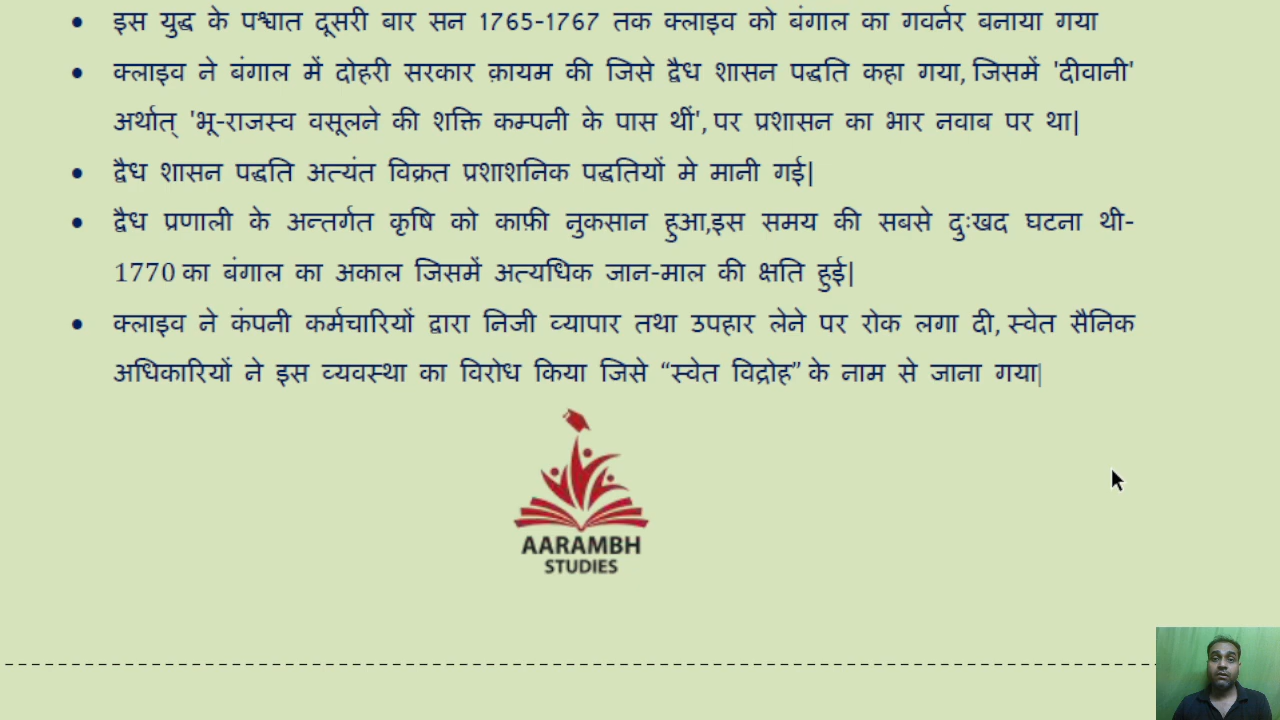 • इस युद्ध के पश्चात दूसरी बार सन 1765-1767 तक क्लाइव को बंगाल का गवर्नर बनाया गया
• क्लाइव ने बंगाल में दोहरी सरकार क़ायम की जिसे द्वैध शासन पद्धति कहा गया, जिसमें 'दीवानी'
अर्थात् 'भू-राजस्व वसूलने की शक्ति कम्पनी के पास थीं', पर प्रशासन का भार नवाब पर था|
• द्वैध शासन पद्धति अत्यंत विक्रत प्रशाशनिक पद्धतियों मे मानी गई|
• द्वैध प्रणाली के अन्तर्गत कृषि को काफ़ी नुकसान हुआ,इस समय की सबसे दुःखद घटना थी-
1770 का बंगाल का अकाल जिसमें अत्यधिक जान-माल की क्षति हुई|
• क्लाइव ने कंपनी कर्मचारियों द्वारा निजी व्यापार तथा उपहार लेने पर रोक लगा दी, स्वेत सैनिक
अधिकारियों ने इस व्यवस्था का विरोध किया जिसे “स्वेत विद्रोह” के नाम से जाना गया|
AARAMBH
STUDIES